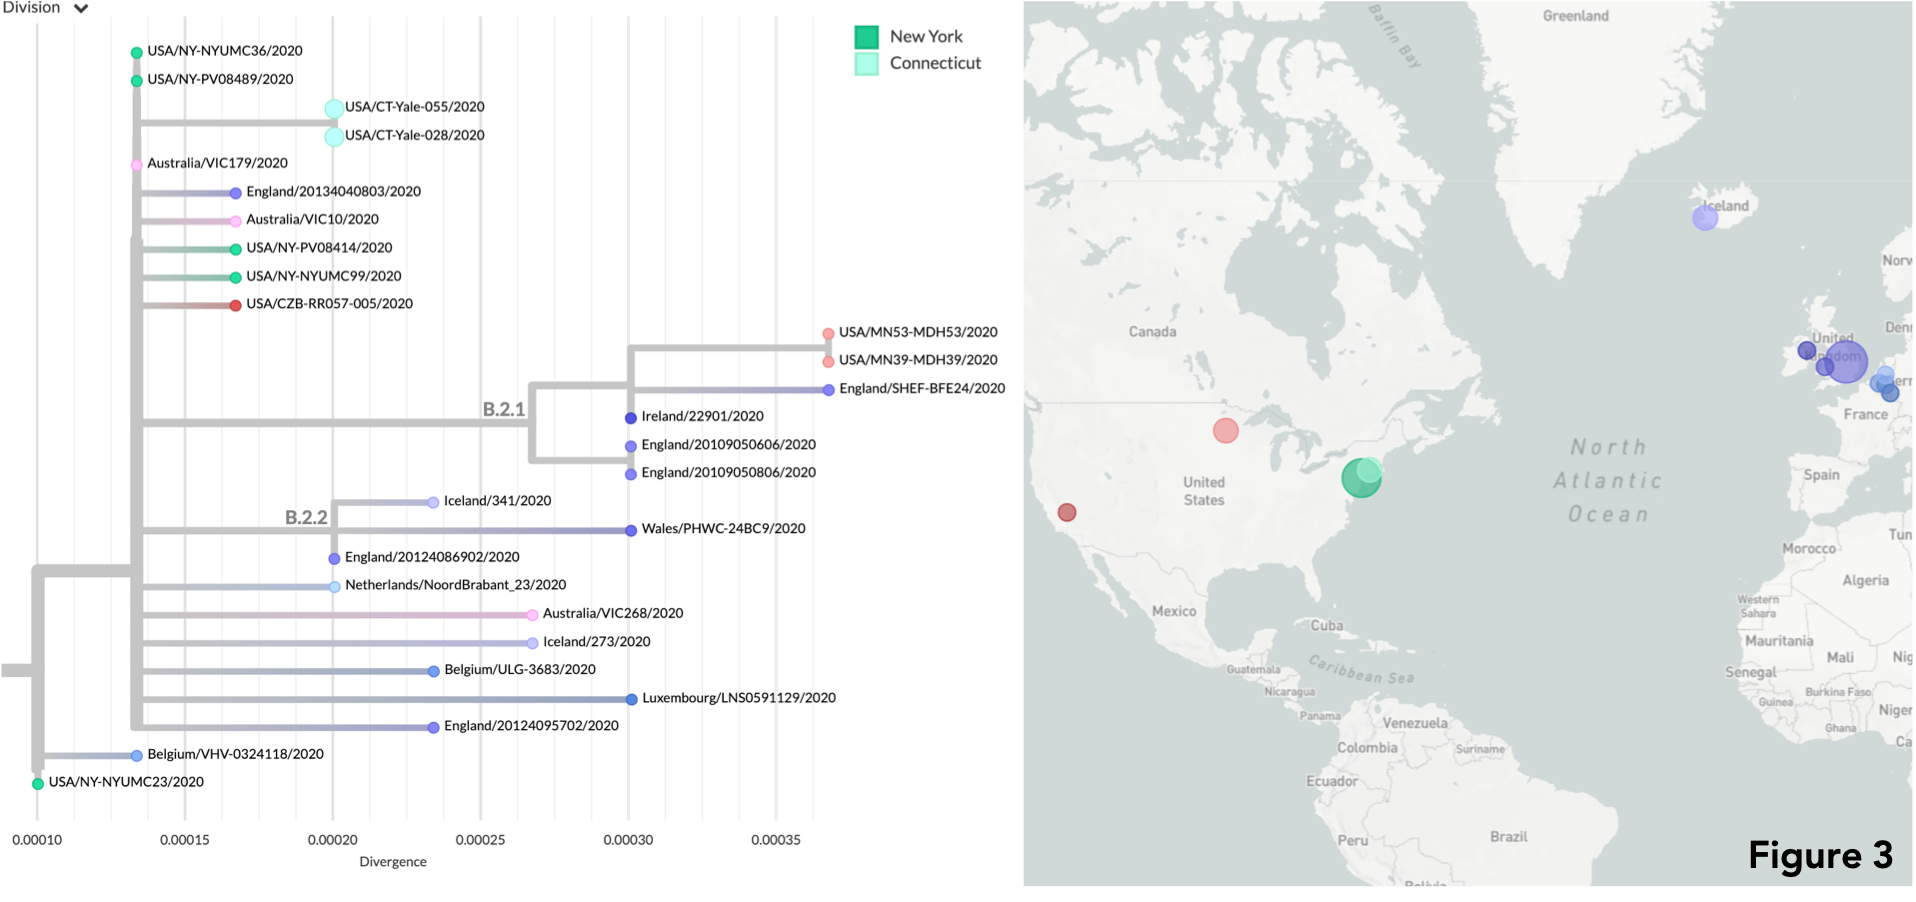 Division
USA/NY-NYUMC36/2020
USA/NY-PV08489/2020
USA/CT-Yale-055/2020
USA/CT-Yale-028/2020
Australia/VIC179/2020
England/20134040803/2020
Australia/VIC10/2020
USA/NY-PV08414/2020
USA/NY-NYUMC99/2020
USA/CZB-RR057-005/2020
USA/MN53-MDH53/2020
USA/MN39-MDH39/2020
England/SHEF-BFE24/2020
B.2.1
Ireland/22901/2020
England/20109050606/2020
England/20109050806/2020
Iceland/341/2020
B.2.2
Wales/PHWC-24BC9/2020
England/20124086902/2020
Netherlands/NoordBrabant_23/2020
Australia/VIC268/2020
Iceland/273/2020
Belgium/ULG-3683/2020
Luxembourg/LNS0591129/2020
England/20124095702/2020
Belgium/VHV-0324118/2020
USA/NY-NYUMC23/2020
0.00010 0.00015 0.00020 0.00025 0.00030 0.00035
Divergence
New York
Connecticut
Baffin Bay
Greenland
Iceland
Norw
Canada
United
Kingdom
Den
ern
France
United
States
North
Atlantic
Ocean
Spain
Tun
Morocco
Algeria
Western
Sahara
Mexico
Cuba
Mauritania
Mali
Nig
Caribbean Sea
Guatemala
Senegal
Nicaragua
Burkina Faso
Guinea
Niger
Panama
Venezuela
Ghana
Ca
Colombia
Suriname
Ecuador
Peru
Brazil
Bolivia
Figure 3